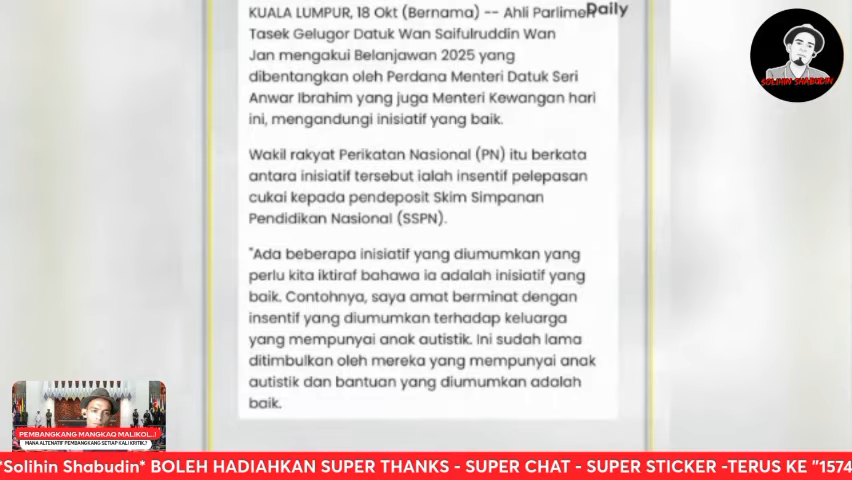 KUALA LUMPUR, 18 Okt (Bernama) -- Ahli Parlimen
Daily
Tasek Gelugor Datuk Wan Saifulruddin Wan
Jan mengakui Belanjawan 2025 yang
dibentangkan oleh Perdana Menteri Datuk Seri
Anwar Ibrahim yang juga Menteri Kewangan hari
ini, mengandungi inisiatif yang baik.
Wakil rakyat Perikatan Nasional (PN) itu berkata
antara inisiatif tersebut ialah insentif pelepasan
cukai kepada pendeposit Skim Simpanan
Pendidikan Nasional (SSPN).
"Ada beberapa inisiatif yang diumumkan yang
perlu kita iktiraf bahawa ia adalah inisiatif yang
baik. Contohnya, saya amat berminat dengan
insentif yang diumumkan terhadap keluarga
yang mempunyai anak autistik. Ini sudah lama
ditimbulkan oleh mereka yang mempunyai anak
autistik dan bantuan yang diumumkan adalah
baik.
SOLIHIN SHABUDIN
PEMBANGKANG MANGKAQ MALIKOL..!
MANA ALTENATIF PEMBANGKANG SETIAP KALI KRITIK?
*Solihin Shabudin* BOLEH HADIAHKAN SUPER THANKS - SUPER CHAT - SUPER STICKER -TERUS KE "1574